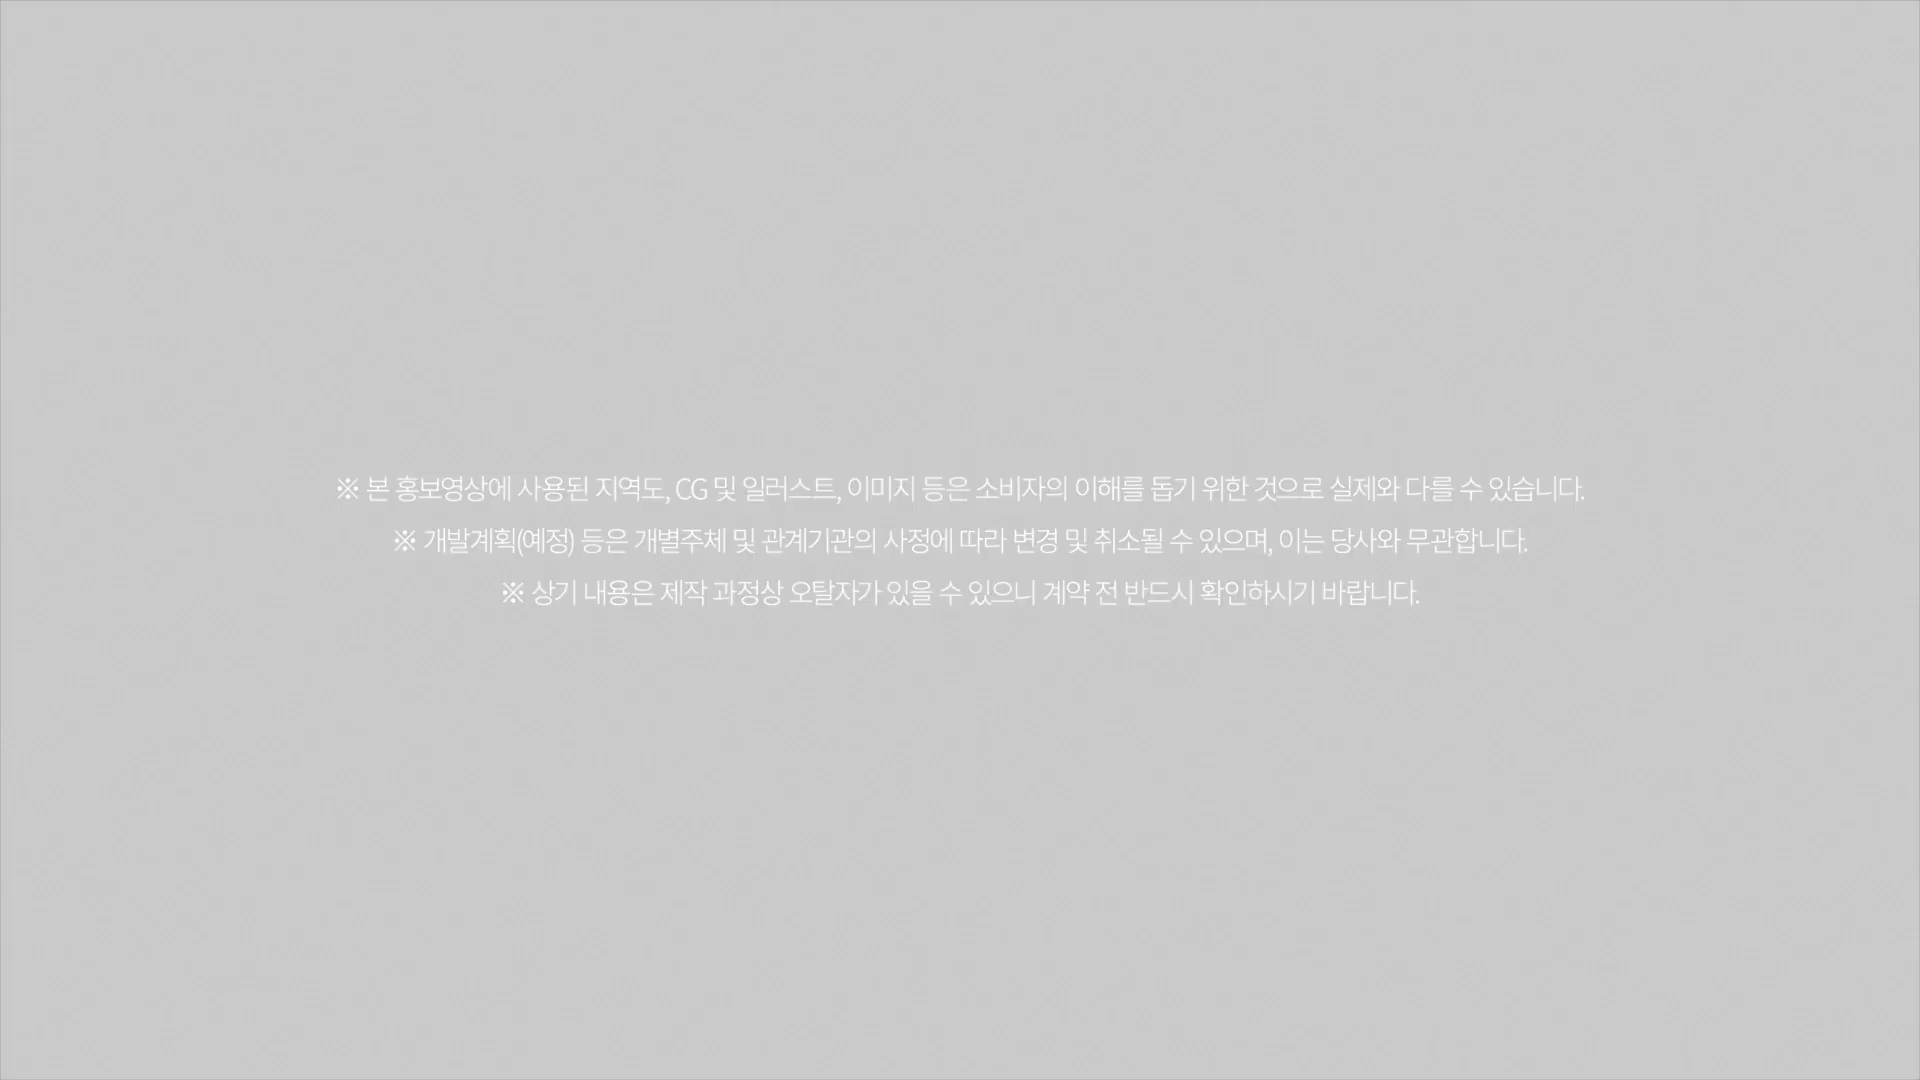 ※ 본 홍보영상에 사용된 지역도, CG 및 일러스트, 이미지 등은 소비자의 이해를 돕기 위한 것으로 실제와 다를 수 있습니다.
※ 개발계획(예정) 등은 개별주체 및 관계기관의 사정에 따라 변경 및 취소될 수 있으며, 이는 당사와 무관합니다.
※ 상기 내용은 제작 과정상 오탈자가 있을 수 있으니 계약 전 반드시 확인하시기 바랍니다.